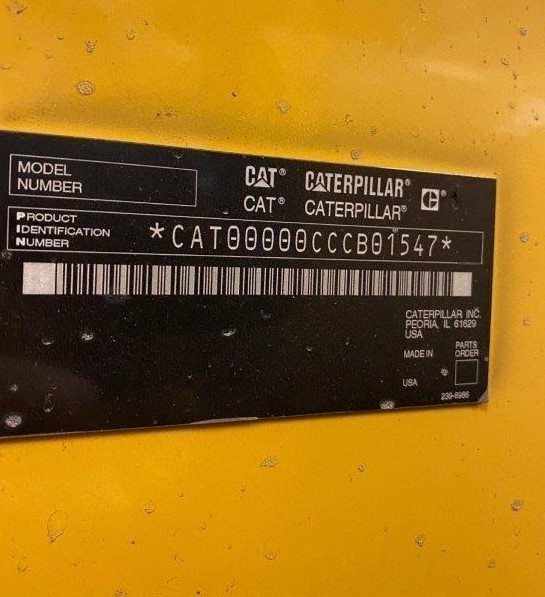 MODEL
NUMBER
CAT® CATERPILLAR® C®
CAT® CATERPILLAR®
PRODUCT
IDENTIFICATION
NUMBER
*CAT00000CCCB01547*
CATERPILLAR INC.
PEORIA, IL 61629
USA
MADE IN
PARTS
ORDER
USA
239-8986